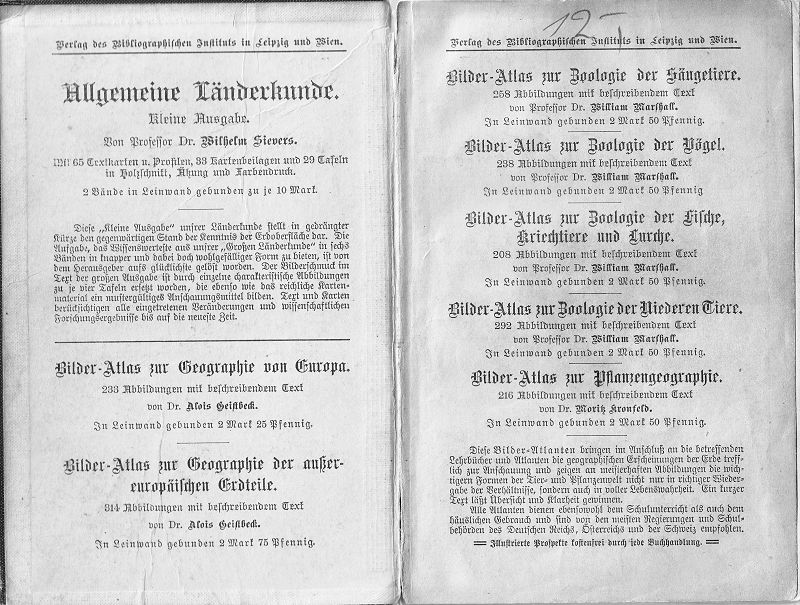 Verlag des Bibliographischen Instituts in Leipzig und Wien.
Allgemeine Länderkunde.
Kleine Ausgabe.
Von Professor Dr. Wilhelm Sievers.
Mit 65 Textkarten u. Profilen, 33 Kartenbeilagen und 29 Tafeln
in Holzschnitt, Ätzung und Farbendruck.
2 Bände in Leinwand gebunden zu je 10 Mark.
Diese „Kleine Ausgabe“ unsrer Länderkunde stellt in gedrängter
Kürze den gegenwärtigen Stand der Kenntnis der Erdoberfläche dar. Die
Aufgabe, das Wissenswerteste aus unsrer „Großen Länderkunde“ in sechs
Bänden in knapper und dabei doch wohlgefälliger Form zu bieten, ist von
dem Herausgeber aufs glücklichste gelöst worden. Der Bilderschmuck im
Text der großen Ausgabe ist durch einzelne charakteristische Abbildungen
zu je vier Tafeln ersetzt worden, die ebenso wie das reichliche Karten-
material ein mustergültiges Anschauungsmittel bilden. Text und Karten
berücksichtigen alle eingetretenen Veränderungen und wissenschaftlichen
Forschungsergebnisse bis auf die neueste Zeit.
Bilder-Atlas zur Geographie von Europa.
233 Abbildungen mit beschreibendem Text
von Dr. Alois Geistbeck.
In Leinwand gebunden 2 Mark 25 Pfennig.
Bilder-Atlas zur Geographie der außer-
europäischen Erdteile.
314 Abbildungen mit beschreibendem Text
von Dr. Alois Geistbeck.
In Leinwand gebunden 2 Mark 75 Pfennig.
12-
Verlag des Bibliographischen Instituts in Leipzig und Wien.
Bilder-Atlas zur Zoologie der Säugetiere.
258 Abbildungen mit beschreibendem Text
von Professor Dr. William Marshall.
In Leinwand gebunden 2 Mark 50 Pfennig.
Bilder-Atlas zur Zoologie der Vögel.
238 Abbildungen mit beschreibendem Text
von Professor Dr. William Marshall.
In Leinwand gebunden 2 Mark 50 Pfennig
Bilder-Atlas zur Zoologie der Fische,
Kriechtiere und Lurche.
208 Abbildungen mit beschreibendem Text
von Professor Dr. William Marshall.
In Leinwand gebunden 2 Mark 50 Pfennig.
Bilder-Atlas zur Zoologie der Niederen Tiere.
292 Abbildungen mit beschreibendem Text
von Professor Dr. William Marshall.
In Leinwand gebunden 2 Mark 50 Pfennig.
Bilder-Atlas zur Pflanzengeographie.
216 Abbildungen mit beschreibendem Text
von Dr. Moritz Kronfeld.
In Leinwand gebunden 2 Mark 50 Pfennig.
Diese Bilder-Atlanten bringen im Anschluß an die betreffenden
Lehrbücher und Atlanten die geographischen Erscheinungen der Erde treff-
lich zur Anschauung und zeigen an meisterhaften Abbildungen die wich-
tigern Formen der Tier- und Pflanzenwelt nicht nur in richtiger Wieder-
gabe der Verhältnisse, sondern auch in voller Lebenswahrheit. Ein kurzer
Text läßt Übersicht und Klarheit gewinnen.
Alle Atlanten dienen ebensowohl dem Schulunterricht als auch dem
häuslichen Gebrauch und sind von den meisten Regierungen und Schul-
behörden des Deutschen Reichs, Österreichs und der Schweiz empfohlen.
Illustrierte Prospekte kostenfrei durch jede Buchhandlung.